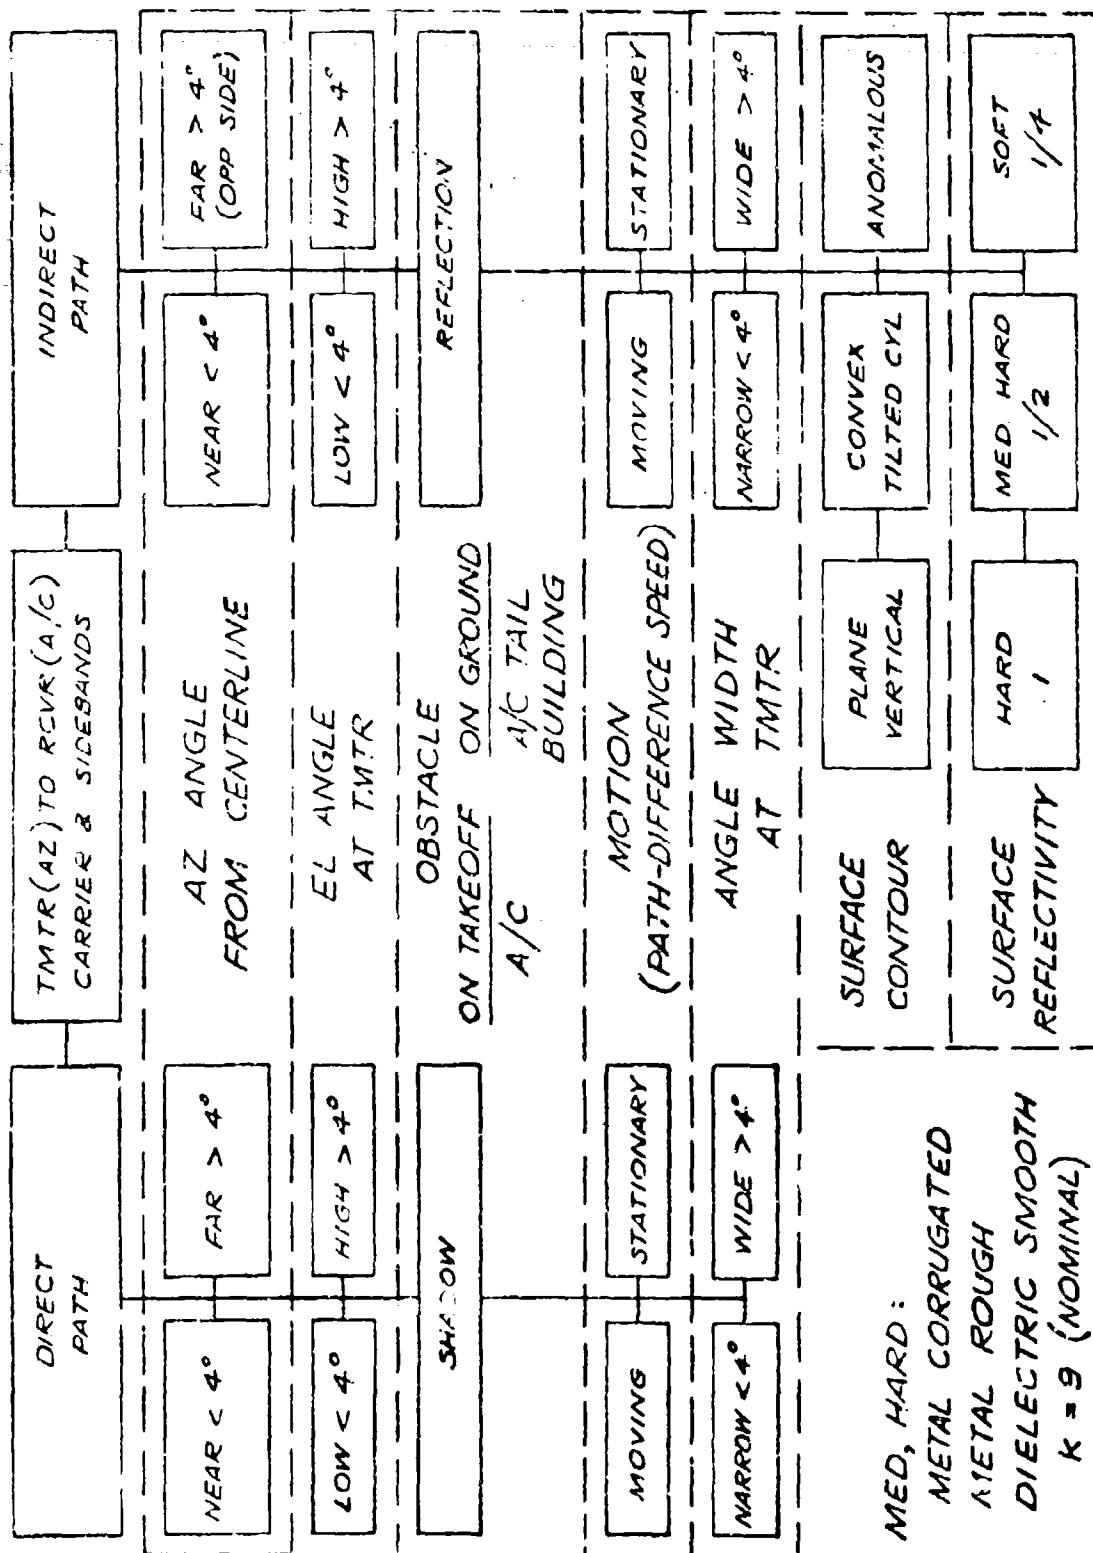 DIRECT
PATH
TMTR (AZ) TO RCVR (A/C)
CARRIER & SIDEBANDS
INDIRECT
PATH
NEAR < 4°
FAR > 4°
AZ ANGLE
FROM CENTERLINE
NEAR < 4°
FAR > 4°
(OPP SIDE)
LOW < 4°
HIGH > 4°
EL ANGLE
AT TMTR
LOW < 4°
HIGH > 4°
SHADOW
OBSTACLE
ON TAKEOFF
ON GROUND
A/C
A/C TAIL
BUILDING
REFLECTION
MOVING
STATIONARY
MOTION
(PATH-DIFFERENCE SPEED)
MOVING
STATIONARY
NARROW < 4°
WIDE > 4°
ANGLE WIDTH
AT TMTR
NARROW < 4°
WIDE > 4°
SURFACE
CONTOUR
PLANE
VERTICAL
CONVEX
TILTED CYL
ANOMALOUS
SURFACE
REFLECTIVITY
HARD
1
MED HARD
1/2
SOFT
1/4
MED, HARD:
METAL CORRUGATED
METAL ROUGH
DIELECTRIC SMOOTH
K = 9 (NOMINAL)